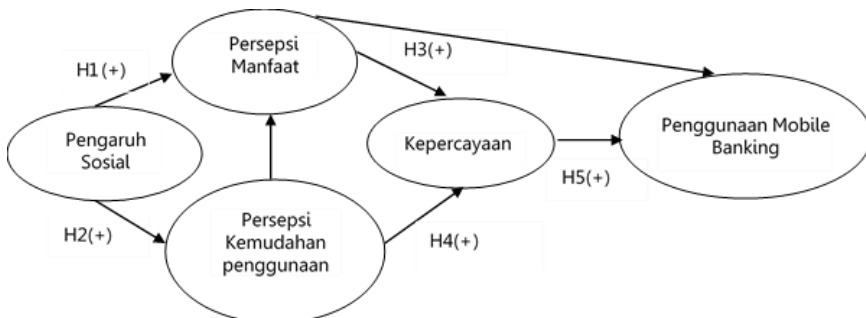 Persepsi
Manfaat
H1(+)
H3(+)
Pengaruh
Sosial
Kepercayaan
Penggunaan Mobile
Banking
H2(+)
Persepsi
Kemudahan
penggunaan
H4(+)
H5(+)